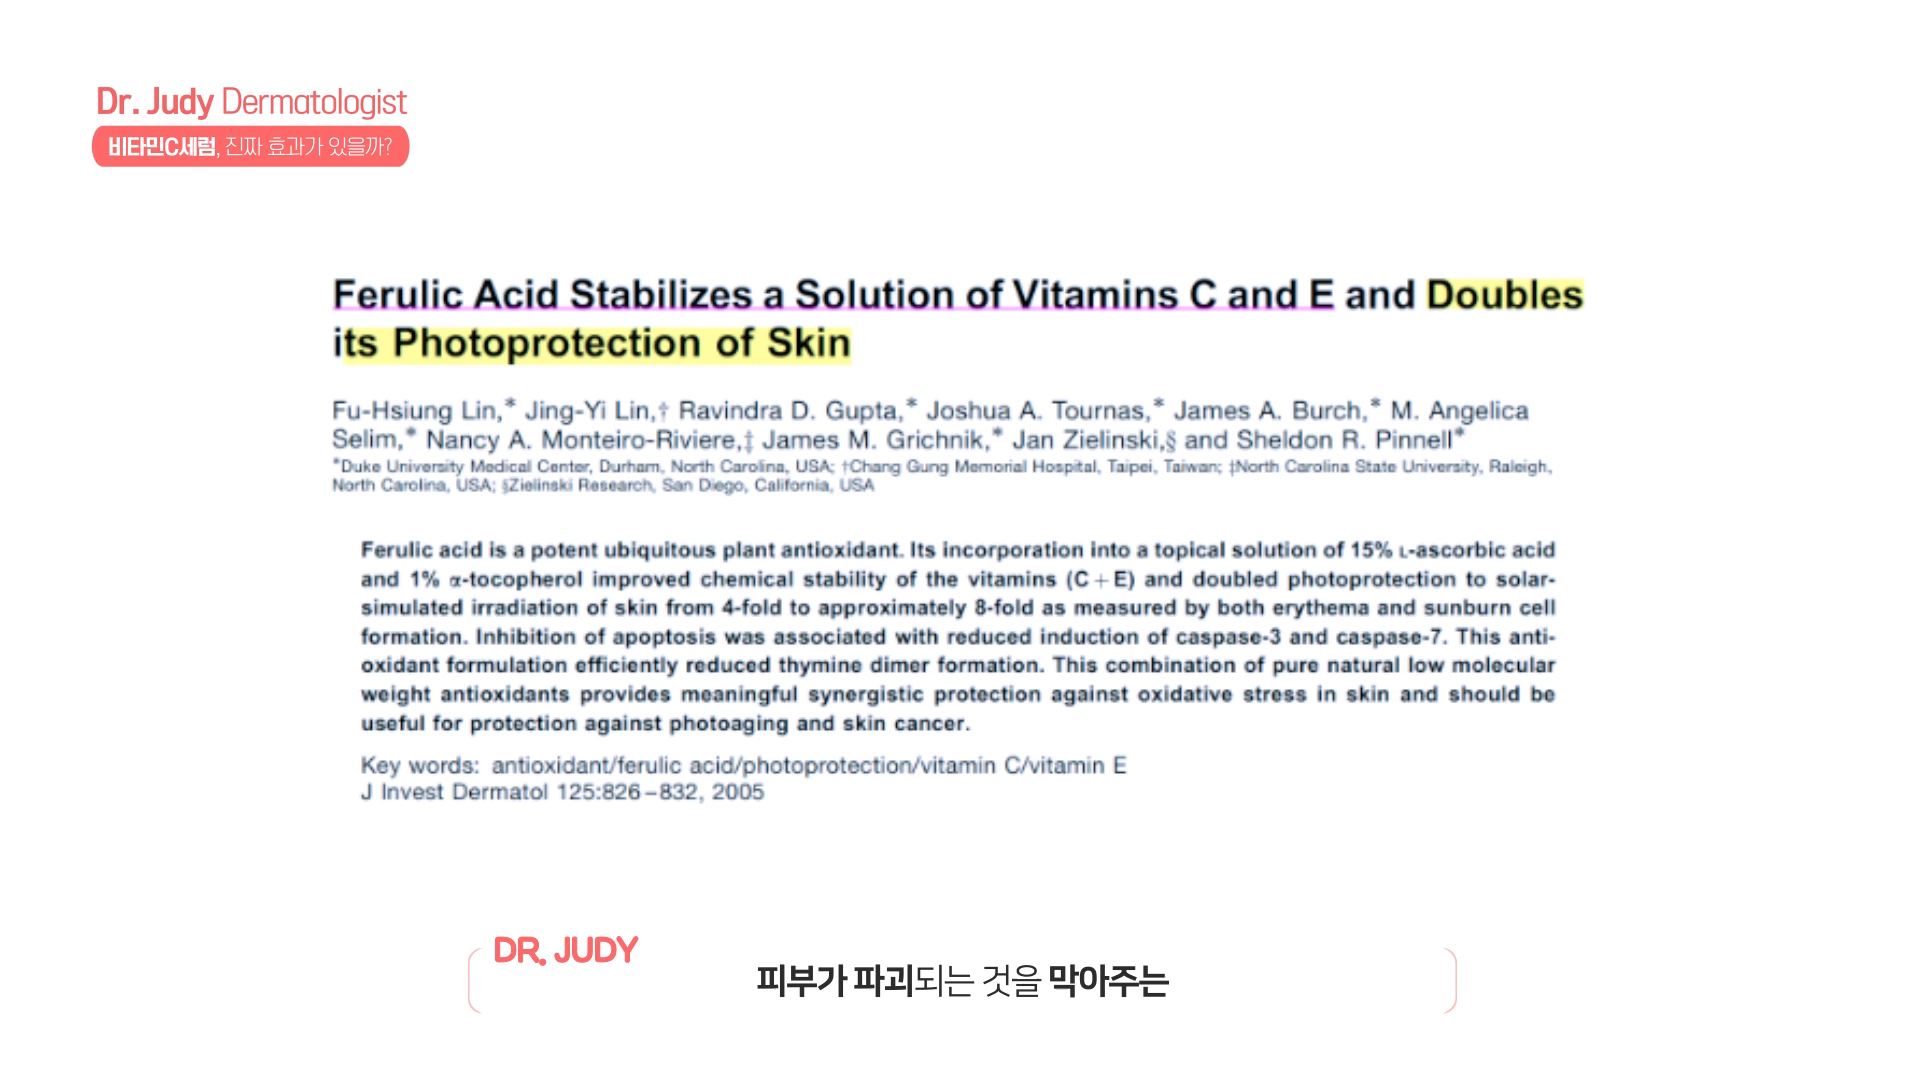 Dr. Judy Dermatologist
비타민C세럼, 진짜 효과가 있을까?
Ferulic Acid Stabilizes a Solution of Vitamins C and E and Doubles
its Photoprotection of Skin
Fu-Hsiung Lin,* Jing-Yi Lin,† Ravindra D. Gupta,* Joshua A. Tournas,* James A. Burch,* M. Angelica
Selim,* Nancy A. Monteiro-Riviere,‡ James M. Grichnik,* Jan Zielinski,§ and Sheldon R. Pinnell*
*Duke University Medical Center, Durham, North Carolina, USA; †Chang Gung Memorial Hospital, Taipei, Taiwan; ‡North Carolina State University, Raleigh,
North Carolina, USA; §Zielinski Research, San Diego, California, USA
Ferulic acid is a potent ubiquitous plant antioxidant. Its incorporation into a topical solution of 15% L-ascorbic acid
and 1% α-tocopherol improved chemical stability of the vitamins (C+E) and doubled photoprotection to solar-
simulated irradiation of skin from 4-fold to approximately 8-fold as measured by both erythema and sunburn cell
formation. Inhibition of apoptosis was associated with reduced induction of caspase-3 and caspase-7. This anti-
oxidant formulation efficiently reduced thymine dimer formation. This combination of pure natural low molecular
weight antioxidants provides meaningful synergistic protection against oxidative stress in skin and should be
useful for protection against photoaging and skin cancer.
Key words: antioxidant/ferulic acid/photoprotection/vitamin C/vitamin E
J Invest Dermatol 125:826–832, 2005
DR. JUDY
피부가 파괴되는 것을 막아주는